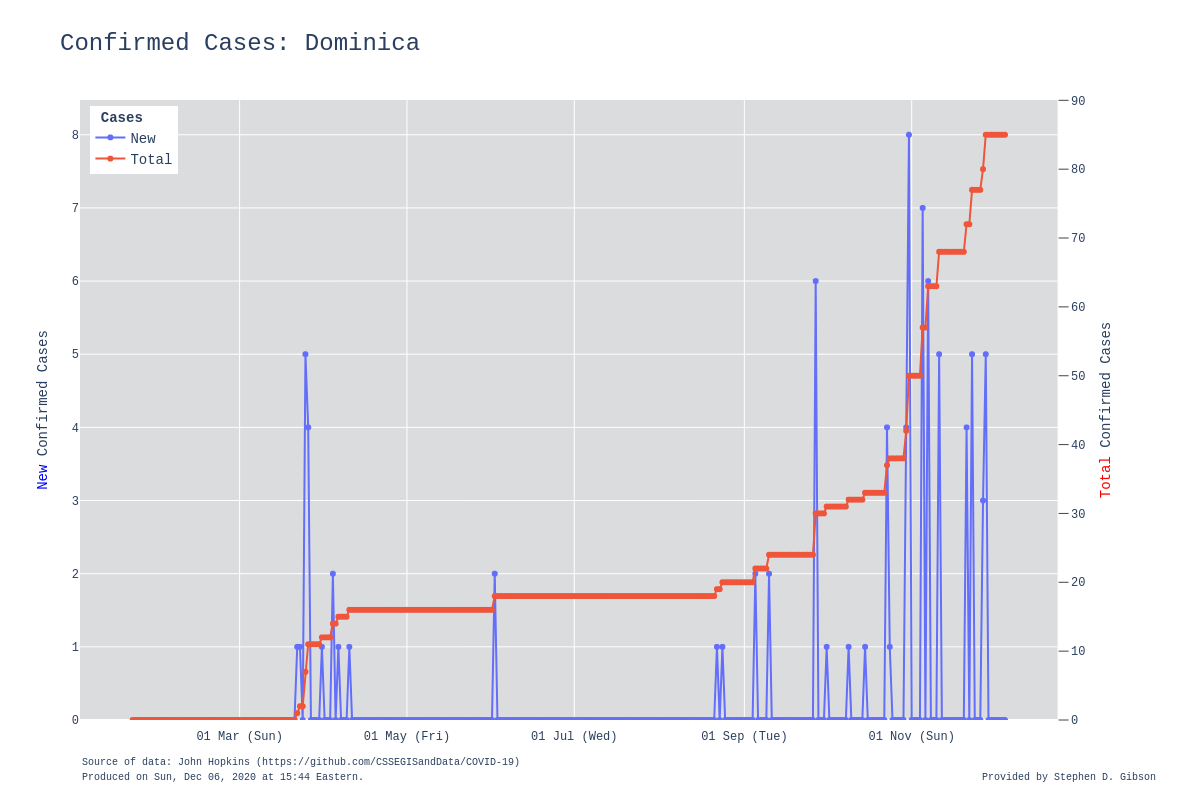 Confirmed Cases: Dominica
Cases
New
Total
8
7
6
5
4
3
2
1
0
90
80
70
60
50
40
30
20
10
0
New Confirmed Cases
Total Confirmed Cases
01 Mar (Sun)
01 May (Fri)
01 Jul (Wed)
01 Sep (Tue)
01 Nov (Sun)
Source of data: John Hopkins (https://github.com/CSSEGISandData/COVID-19)
Produced on Sun, Dec 06, 2020 at 15:44 Eastern.
Provided by Stephen D. Gibson